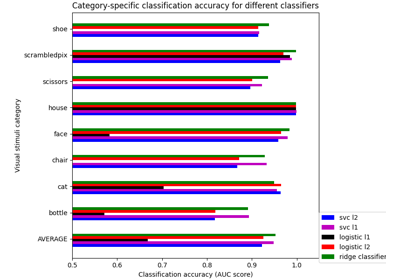 Category-specific classification accuracy for different classifiers
Visual stimuli category
shoe
scrambledpix
scissors
house
face
chair
cat
bottle
AVERAGE
0.5 0.6 0.7 0.8 0.9 1.0
Classification accuracy (AUC score)
svc l2
svc l1
logistic l1
logistic l2
ridge classifier